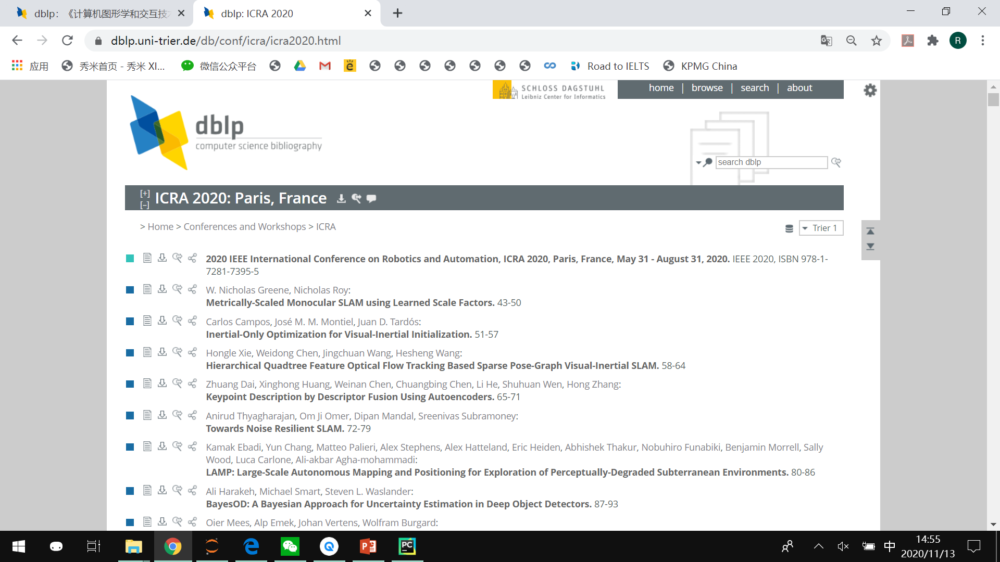 dblp: 《计算机图形学和交互技
dblp: ICRA 2020
dblp.uni-trier.de/db/conf/icra/icra2020.html
R
应用
秀米首页 - 秀米 XI...
微信公众平台
Road to IELTS
KPMG China
SCHLOSS DAGSTUHL
Leibniz Center for Informatics
home | browse | search | about
dblp
computer science bibliography
search dblp
[+]
[–]
ICRA 2020: Paris, France
> Home > Conferences and Workshops > ICRA
Trier 1
2020 IEEE International Conference on Robotics and Automation, ICRA 2020, Paris, France, May 31 - August 31, 2020. IEEE 2020, ISBN 978-1-
7281-7395-5
W. Nicholas Greene, Nicholas Roy:
Metrically-Scaled Monocular SLAM using Learned Scale Factors. 43-50
Carlos Campos, José M. M. Montiel, Juan D. Tardós:
Inertial-Only Optimization for Visual-Inertial Initialization. 51-57
Hongle Xie, Weidong Chen, Jingchuan Wang, Hesheng Wang:
Hierarchical Quadtree Feature Optical Flow Tracking Based Sparse Pose-Graph Visual-Inertial SLAM. 58-64
Zhuang Dai, Xinghong Huang, Weinan Chen, Chuangbing Chen, Li He, Shuhuan Wen, Hong Zhang:
Keypoint Description by Descriptor Fusion Using Autoencoders. 65-71
Anirud Thyagharajan, Om Ji Omer, Dipan Mandal, Sreenivas Subramoney:
Towards Noise Resilient SLAM. 72-79
Kamak Ebadi, Yun Chang, Matteo Palieri, Alex Stephens, Alex Hatteland, Eric Heiden, Abhishek Thakur, Nobuhiro Funabiki, Benjamin Morrell, Sally
Wood, Luca Carlone, Ali-akbar Agha-mohammadi:
LAMP: Large-Scale Autonomous Mapping and Positioning for Exploration of Perceptually-Degraded Subterranean Environments. 80-86
Ali Harakeh, Michael Smart, Steven L. Waslander:
BayesOD: A Bayesian Approach for Uncertainty Estimation in Deep Object Detectors. 87-93
Oier Mees, Alp Emek, Johan Vertens, Wolfram Burgard:
PC
中
14:55
2020/11/13